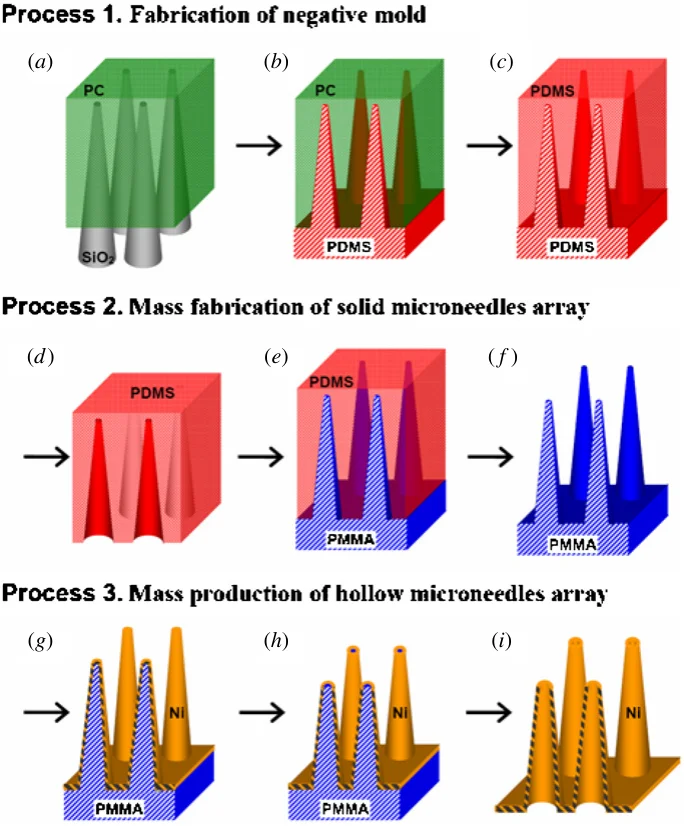 Process 1. Fabrication of negative mold
(a) (b) (c)
PC PC PDMS
SiO₂ PDMS PDMS
Process 2. Mass fabrication of solid microneedles array
(d) (e) (f)
PDMS PDMS
PMMA PMMA
Process 3. Mass production of hollow microneedles array
(g) (h) (i)
Ni Ni Ni
PMMA PMMA